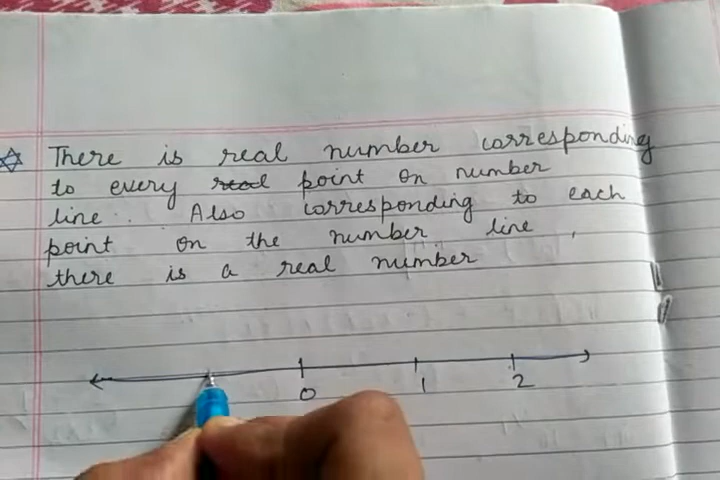 There is real number corresponding
to every real point on number
line. Also corresponding to each
point on the number line,
there is a real number
0 1 2